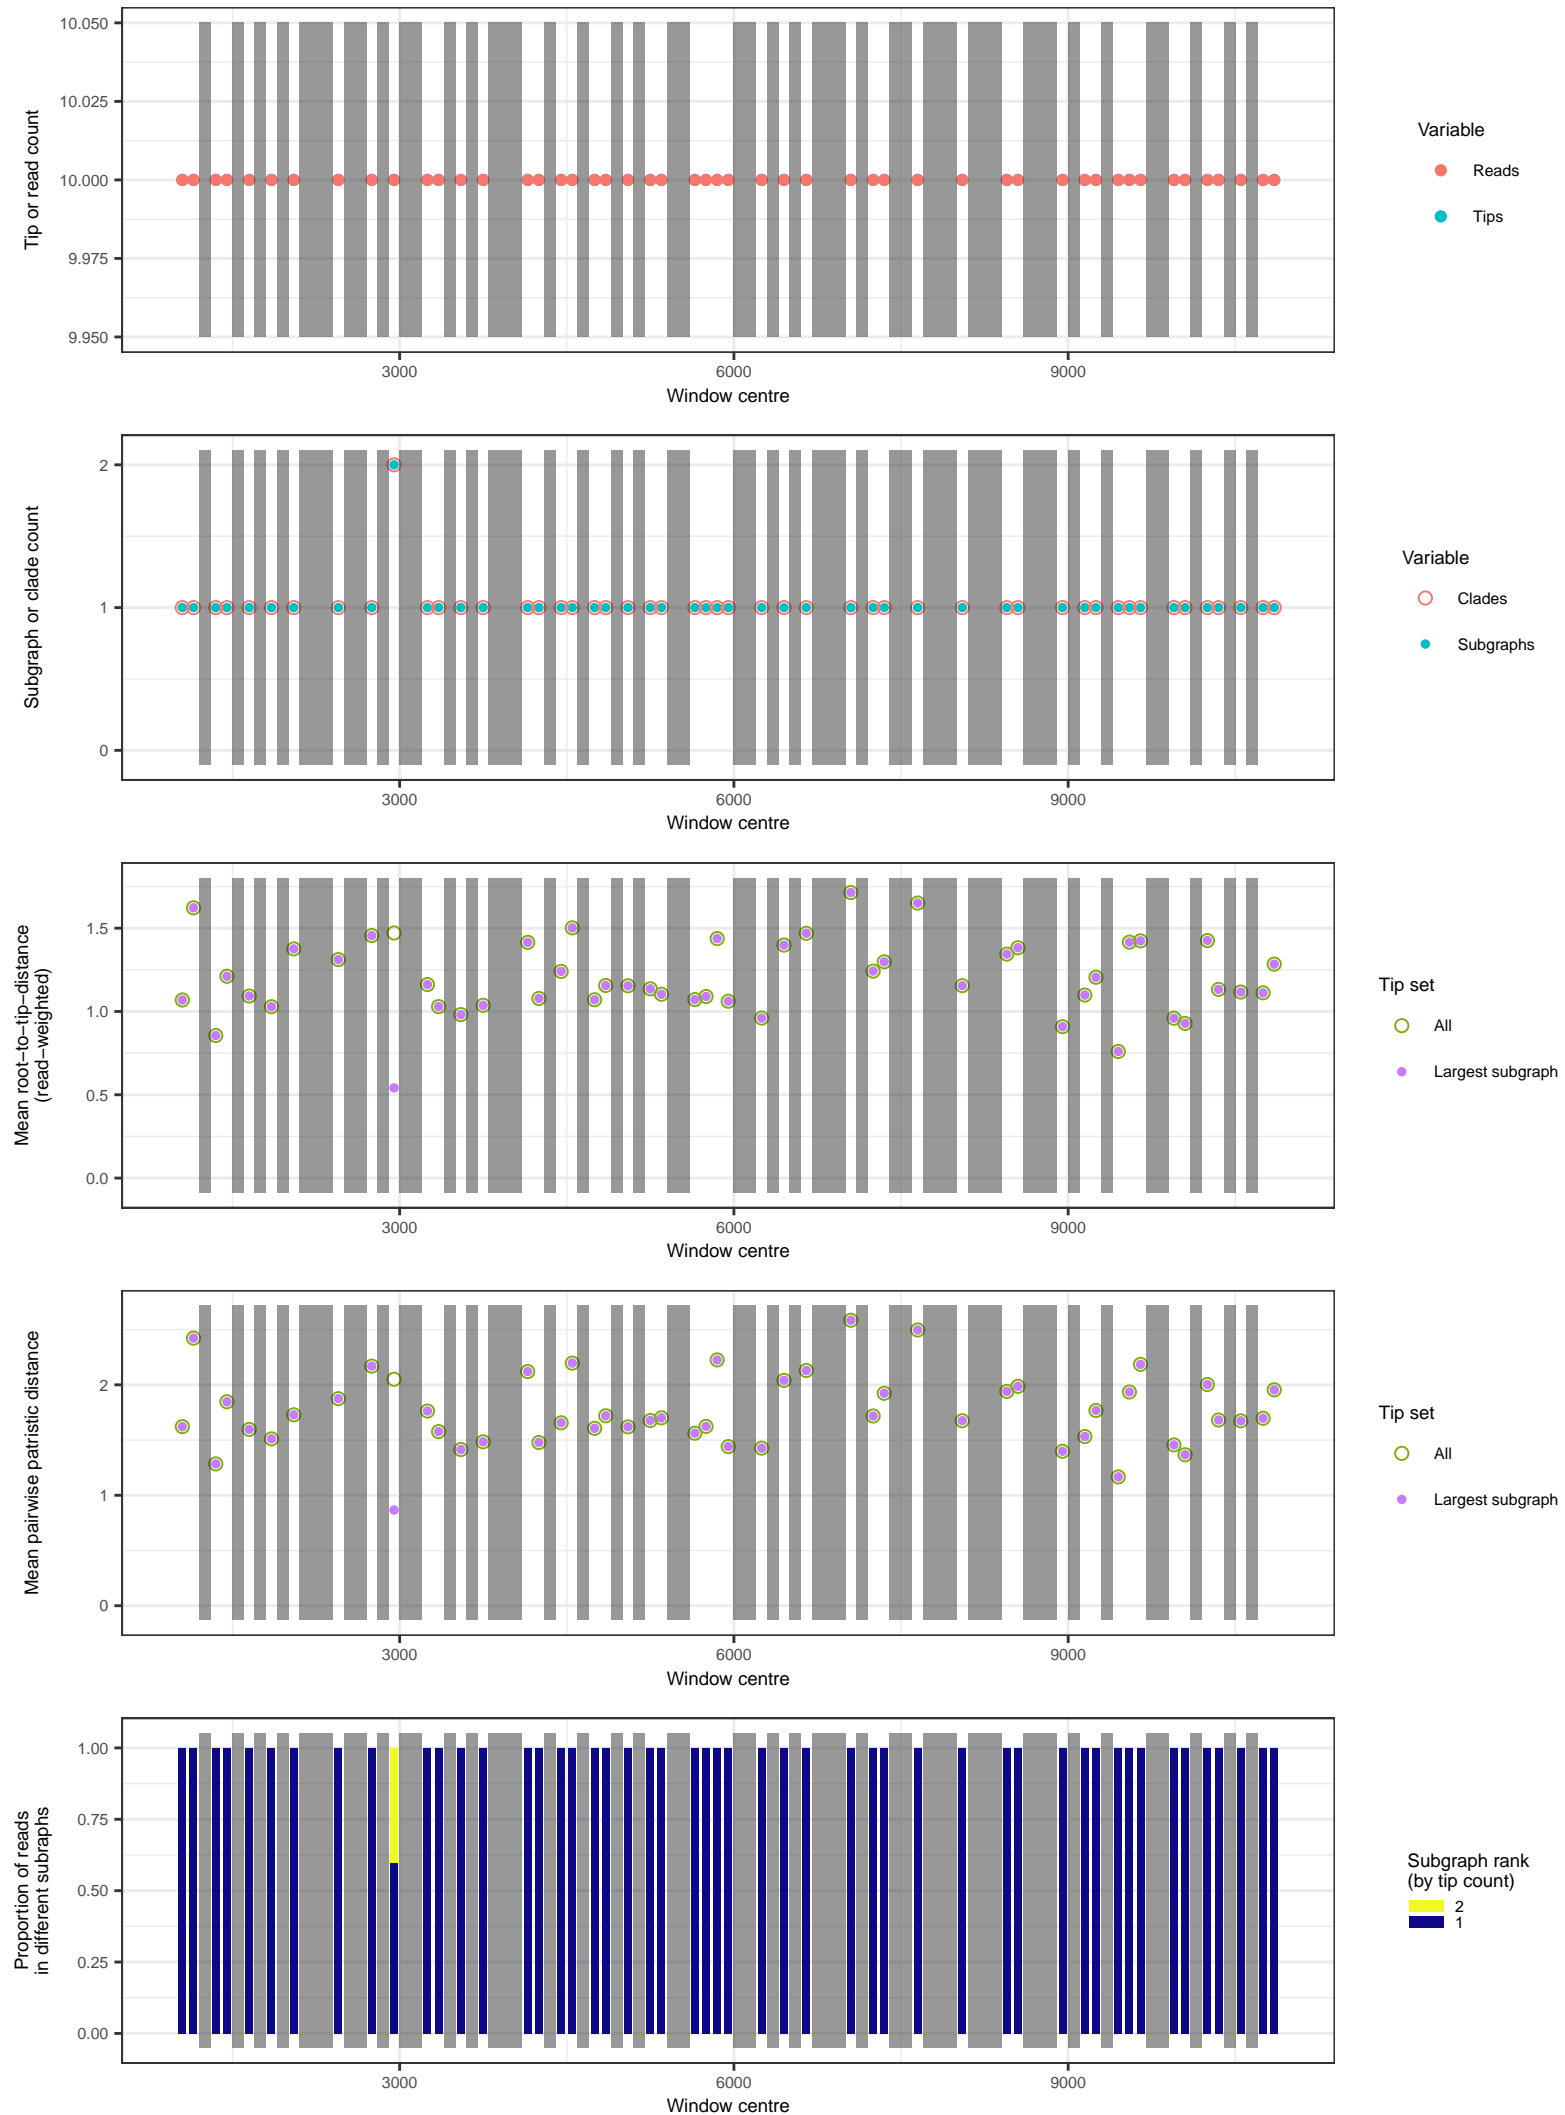 10.050
10.025
10.000
9.975
9.950
Tip or read count
3000
6000
9000
Window centre
Variable
Reads
Tips
2
1
0
Subgraph or clade count
3000
6000
9000
Window centre
Variable
Clades
Subgraphs
1.5
1.0
0.5
0.0
Mean root−to−tip−distance
(read−weighted)
3000
6000
9000
Window centre
Tip set
All
Largest subgraph
2
1
0
Mean pairwise patristic distance
3000
6000
9000
Window centre
Tip set
All
Largest subgraph
1.00
0.75
0.50
0.25
0.00
Proportion of reads
in different subraphs
3000
6000
9000
Window centre
Subgraph rank
(by tip count)
2
1